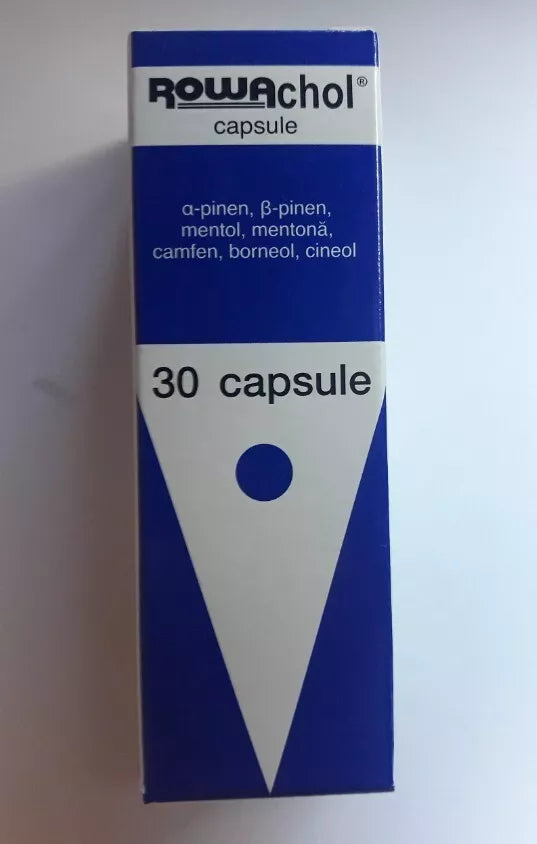 ROWAchol®
capsule
α-pinen, β-pinen,
mentol, mentonă,
camfen, borneol, cineol
30 capsule